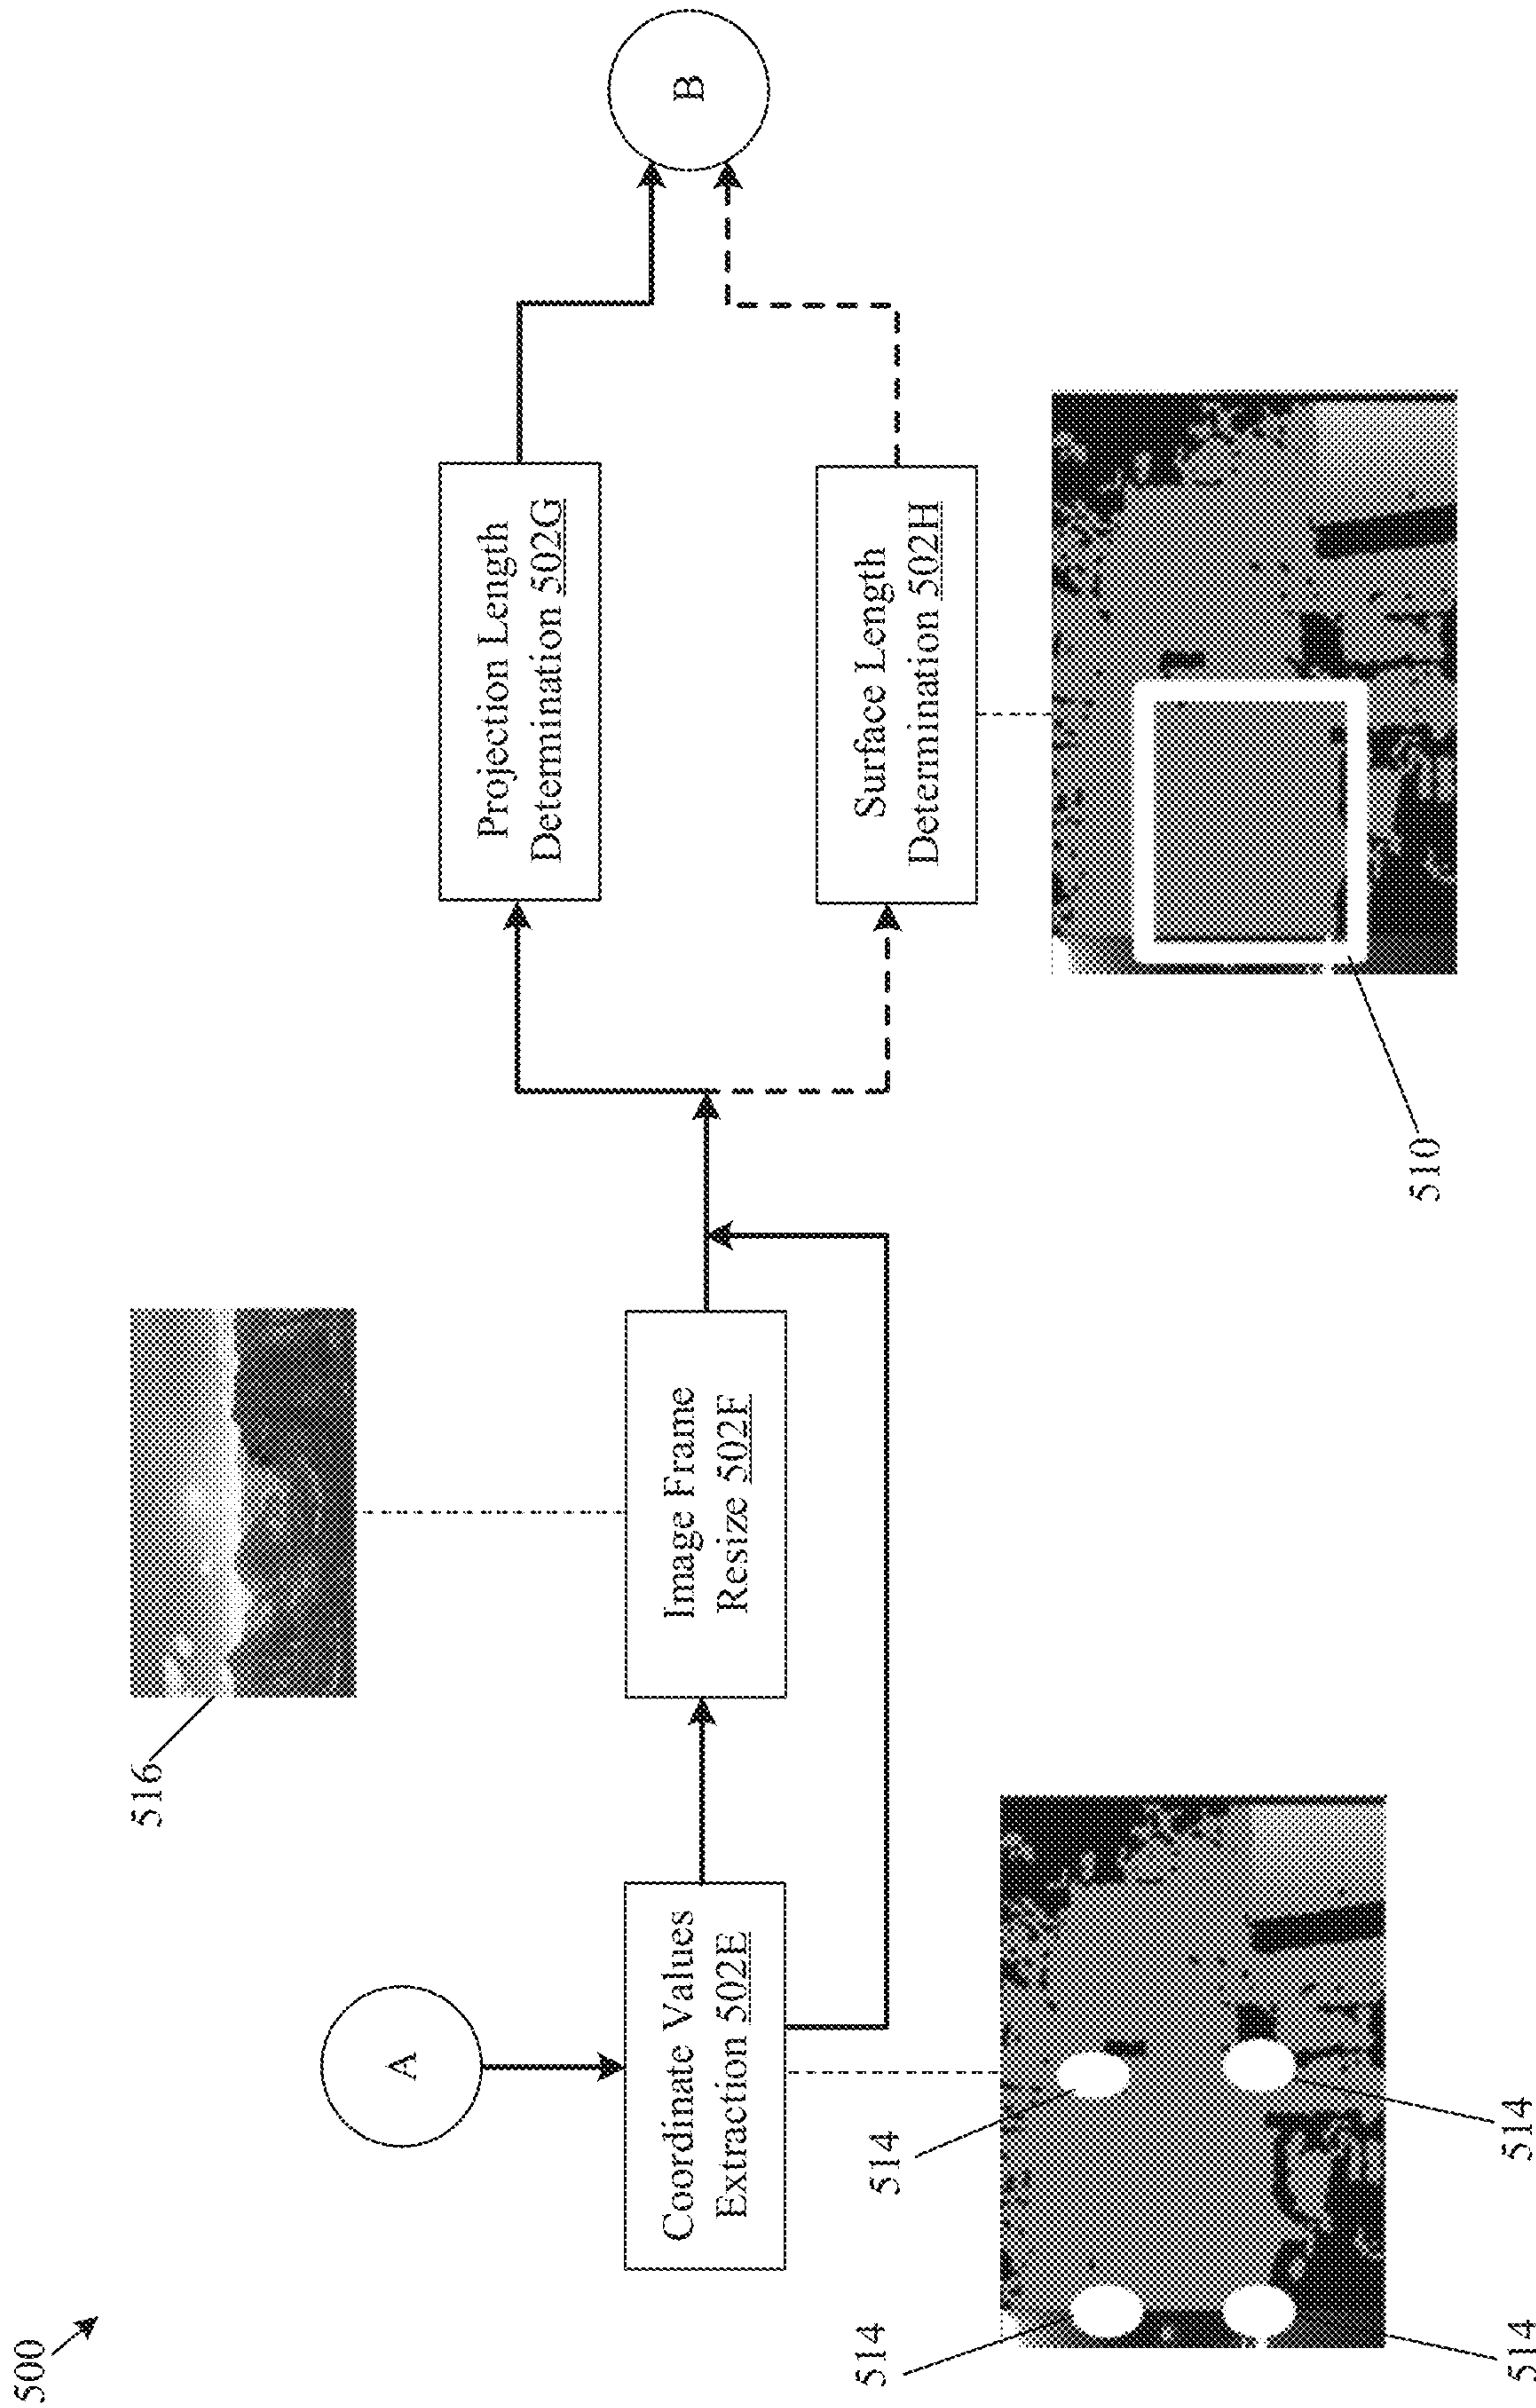 500
A
Coordinate Values
Extraction 502E
514
514
514
514
516
Image Frame
Resize 502F
Projection Length
Determination 502G
Surface Length
Determination 502H
510
B